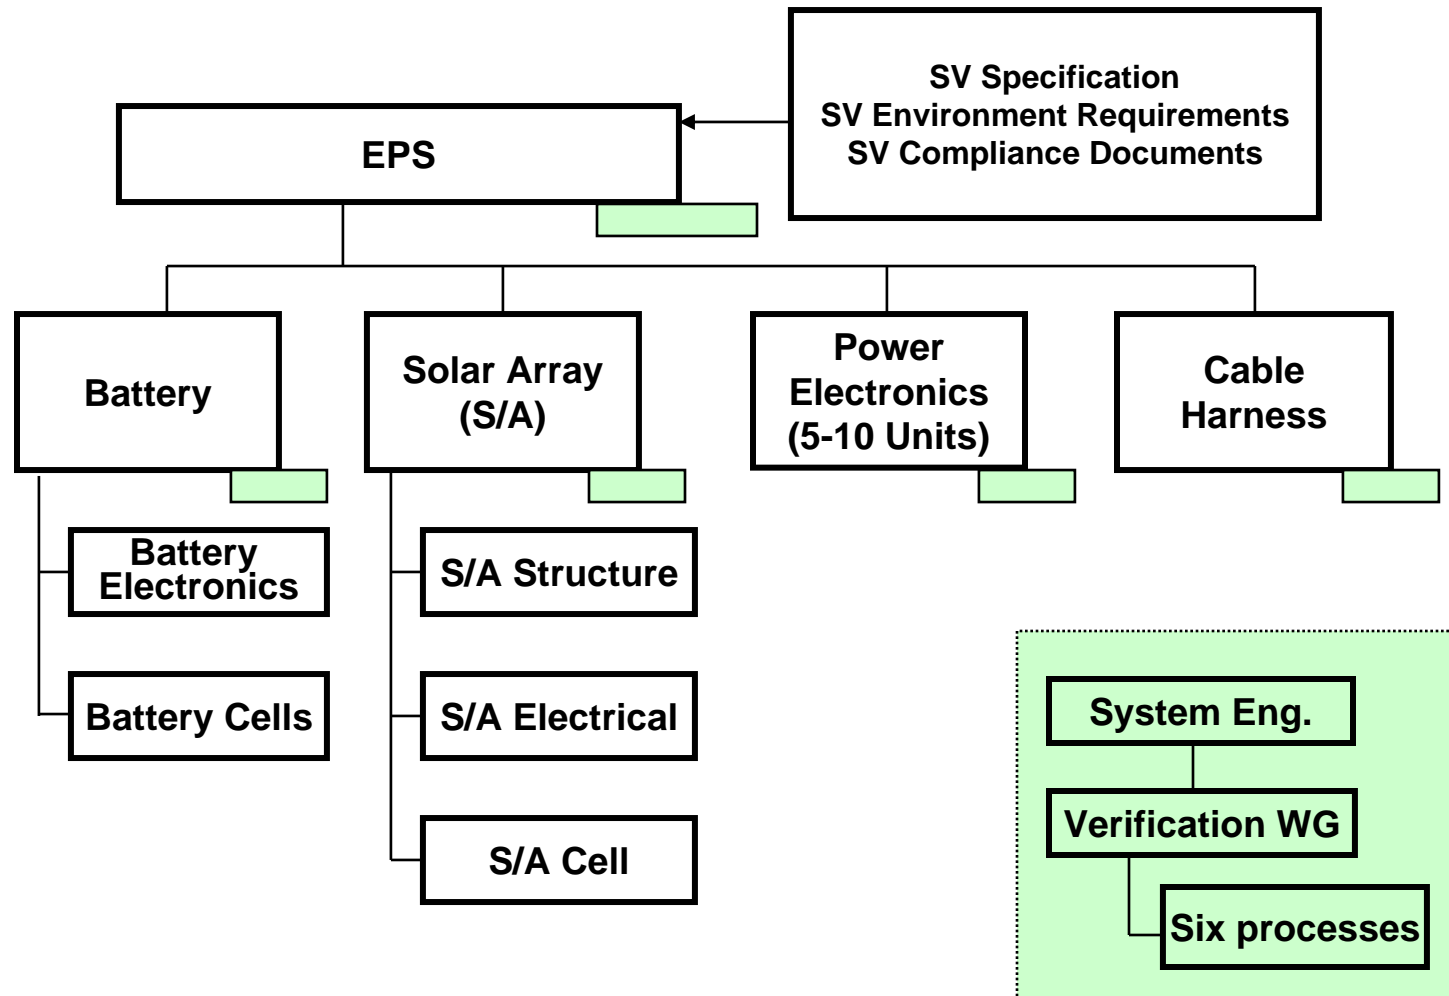 SV Specification
SV Environment Requirements
SV Compliance Documents
EPS
Battery
Solar Array
(S/A)
Power
Electronics
(5-10 Units)
Cable
Harness
Battery
Electronics
Battery Cells
S/A Structure
S/A Electrical
S/A Cell
System Eng.
Verification WG
Six processes